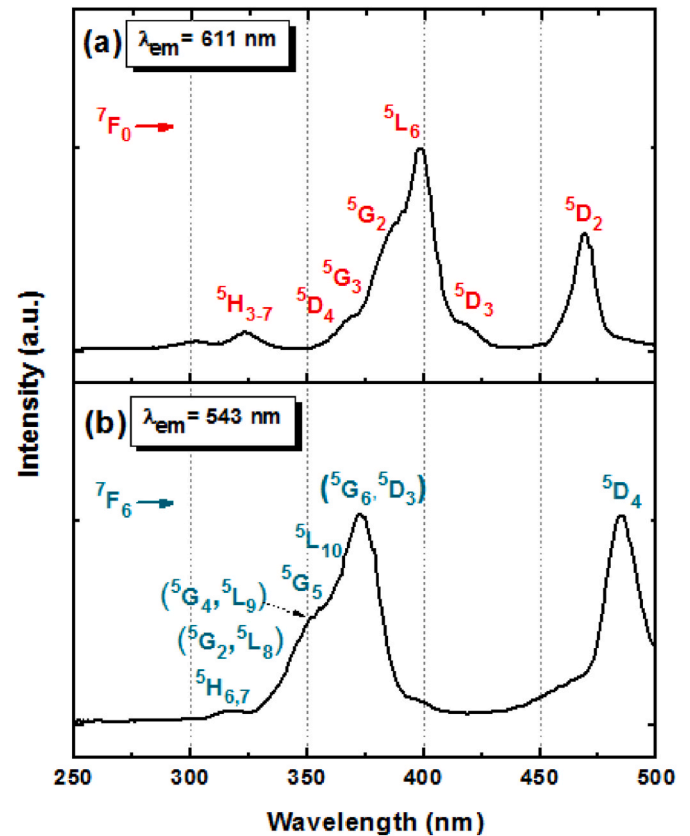 (a) λem = 611 nm
⁷F₀
⁵L₆
⁵G₂
⁵D₂
⁵G₃
⁵H₃₋₇
⁵D₄
⁵D₃
Intensity (a.u.)
(b) λem = 543 nm
⁷F₆
(⁵G₆,⁵D₃)
⁵D₄
⁵L₁₀
⁵G₅
(⁵G₄,⁵L₉)
(⁵G₂,⁵L₈)
⁵H₆,₇
250 300 350 400 450 500
Wavelength (nm)